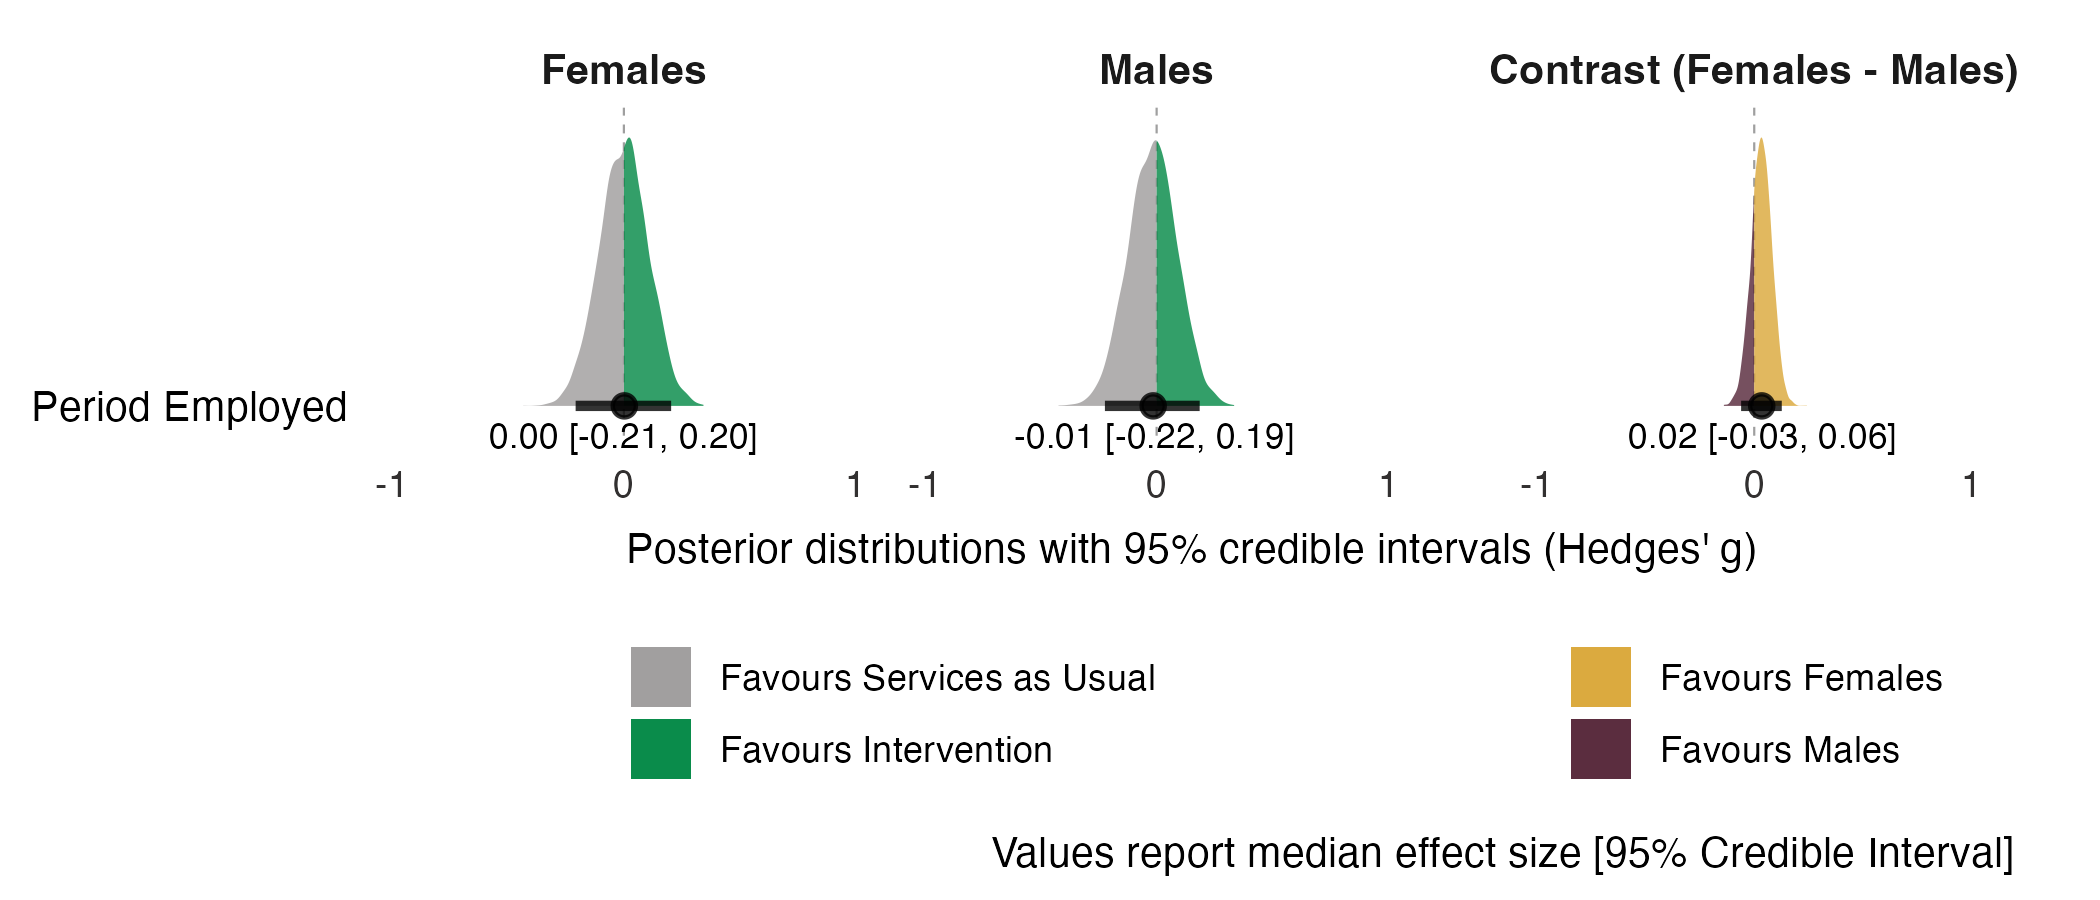 Females Males Contrast (Females - Males)
Period Employed
0.00 [-0.21, 0.20] -0.01 [-0.22, 0.19] 0.02 [-0.03, 0.06]
-1 0 1 -1 0 1 -1 0 1
Posterior distributions with 95% credible intervals (Hedges' g)
Favours Services as Usual Favours Females
Favours Intervention Favours Males
Values report median effect size [95% Credible Interval]